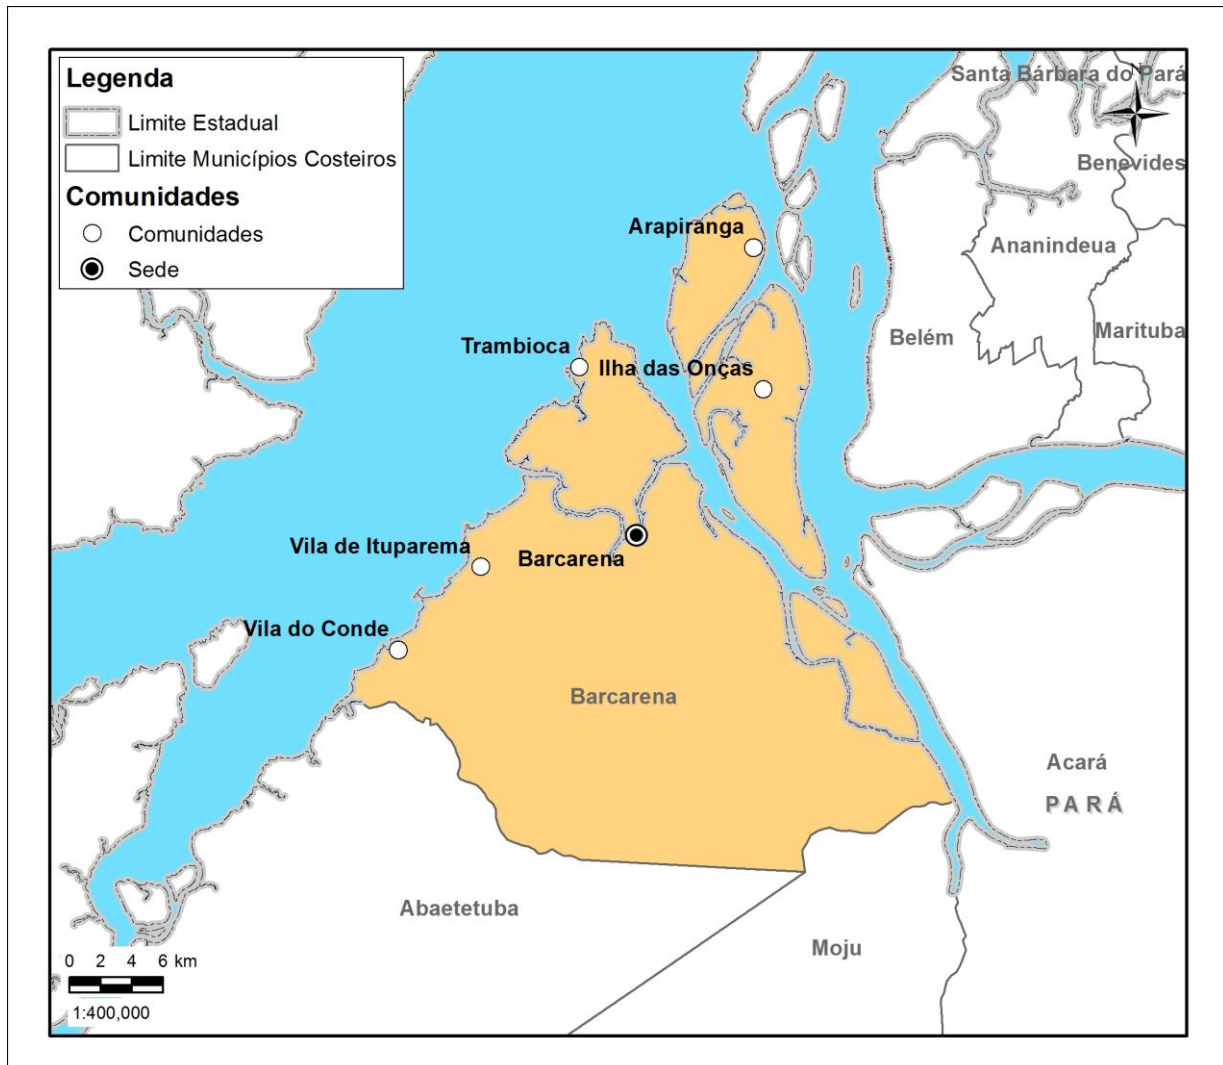 Legenda
Limite Estadual
Limite Municípios Costeiros
Comunidades
Comunidades
Sede
Santa Bárbara do Pará
Benevides
Arapiranga
Ananindeua
Belém
Marituba
Trambioca
Ilha das Onças
Vila de Ituparema
Barcarena
Vila do Conde
Barcarena
Acará
PARÁ
Abaetetuba
Moju
0 2 4 6 km
1:400,000